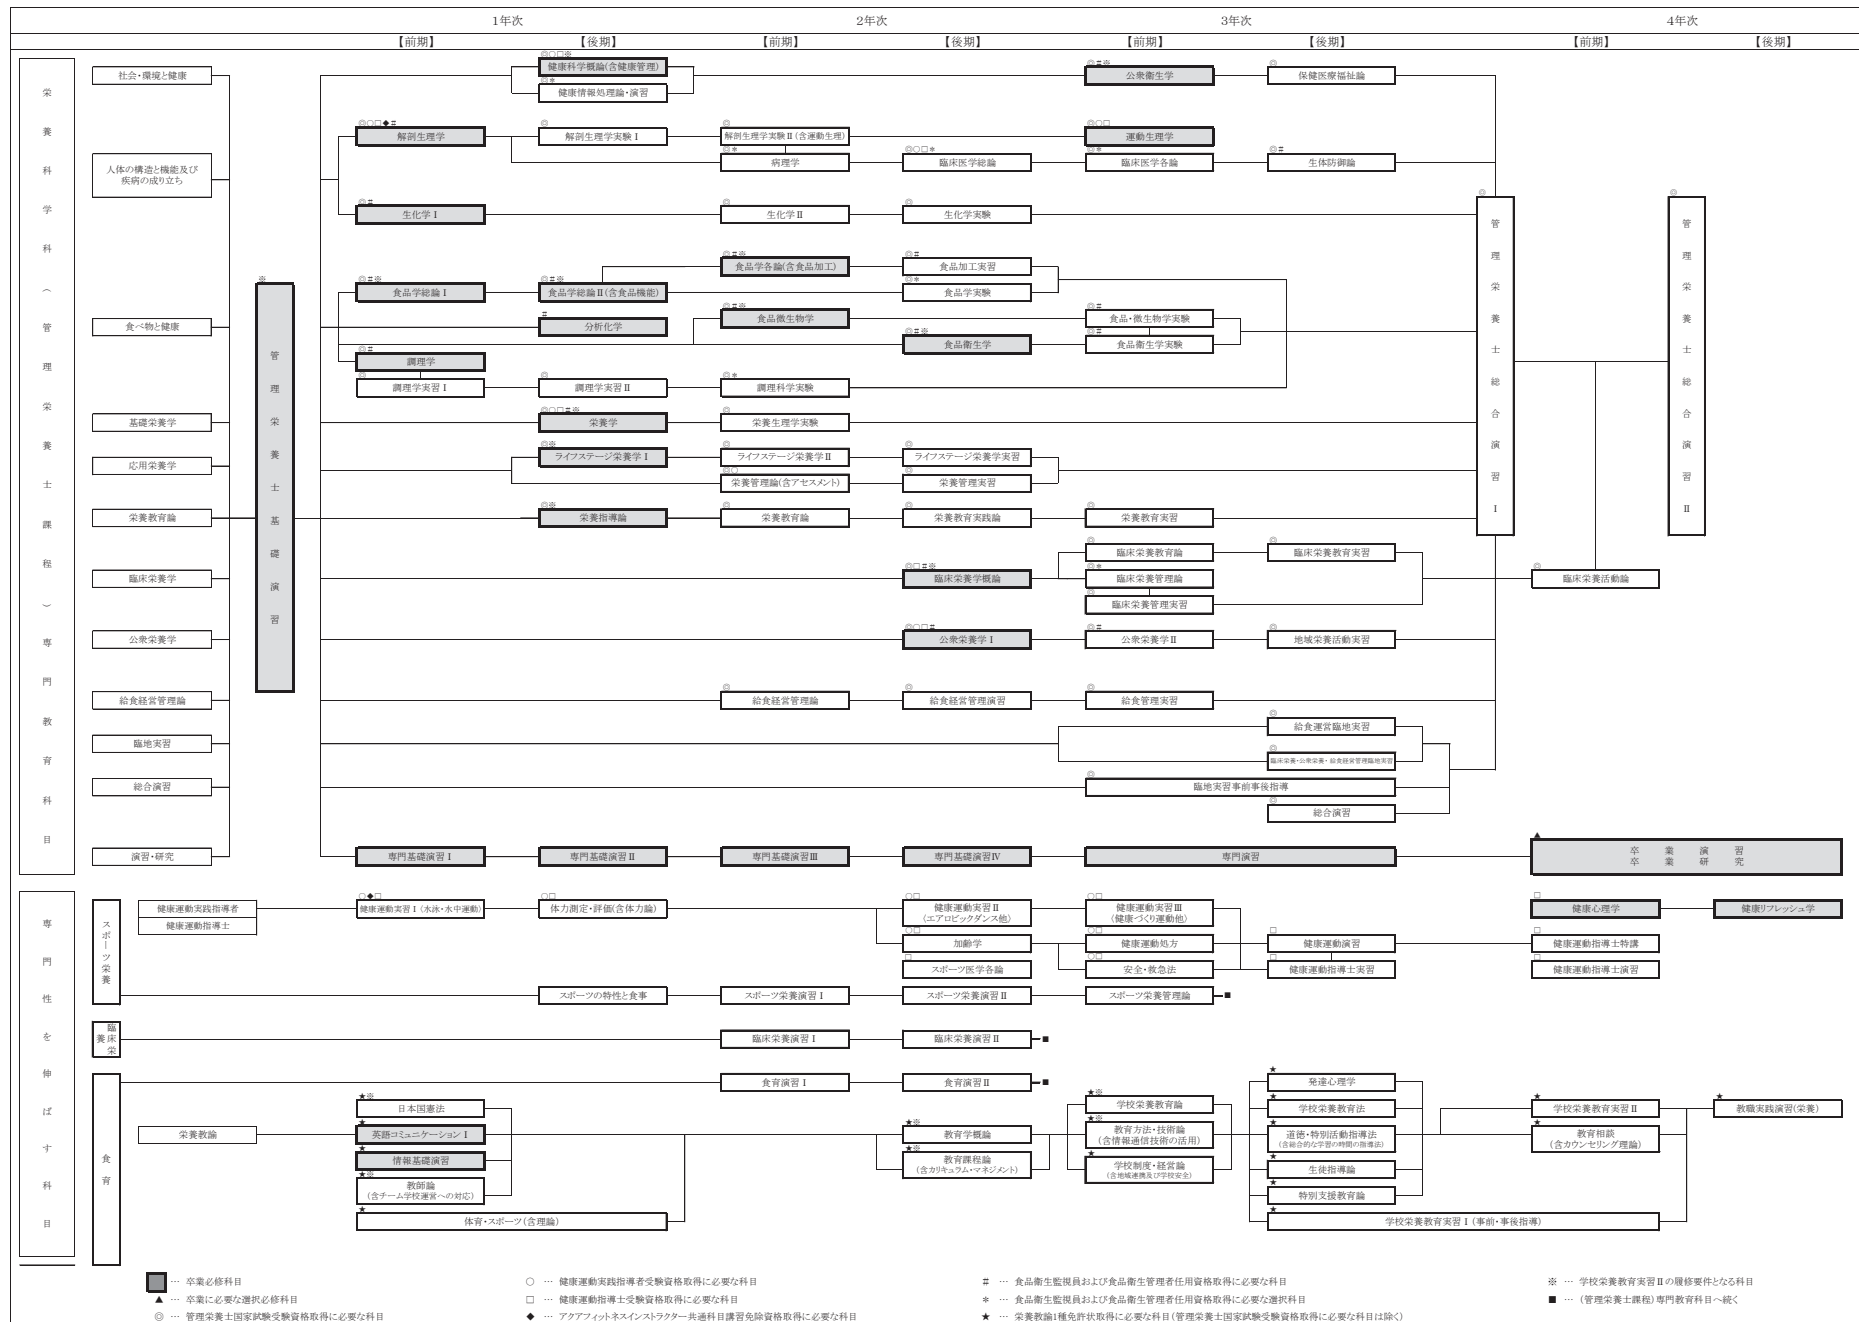 1年次 2年次 3年次 4年次
【前期】 【後期】 【前期】 【後期】 【前期】 【後期】 【前期】 【後期】
栄養科学科（管理栄養士課程）専門教育科目
社会・環境と健康
人体の構造と機能及び
疾病の成り立ち
食べ物と健康
基礎栄養学
応用栄養学
栄養教育論
臨床栄養学
公衆栄養学
給食経営管理論
臨地実習
総合演習
演習・研究
※
管理栄養士基礎演習
◎○□※
健康科学概論(含健康管理)
◎*
健康情報処理論・演習
◎#※
公衆衛生学
◎
保健医療福祉論
◎○□◆#
解剖生理学
◎
解剖生理学実験Ⅰ
◎
解剖生理学実験Ⅱ(含運動生理)
◎○□
運動生理学
◎*
病理学
◎○□*
臨床医学総論
◎*
臨床医学各論
◎#
生体防御論
◎#
生化学Ⅰ
◎
生化学Ⅱ
◎
生化学実験
◎#※
食品学各論(含食品加工)
◎#
食品加工実習
◎#※
食品学総論Ⅰ
◎#※
食品学総論Ⅱ(含食品機能)
◎*
食品学実験
#
分析化学
◎#※
食品微生物学
◎#
食品・微生物学実験
◎#※
食品衛生学
◎#
食品衛生学実験
◎#
調理学
◎
調理学実習Ⅰ
◎
調理学実習Ⅱ
◎*
調理科学実験
◎○□#※
栄養学
◎
栄養生理学実験
◎※
ライフステージ栄養学Ⅰ
◎
ライフステージ栄養学Ⅱ
◎
ライフステージ栄養学実習
◎○
栄養管理論(含アセスメント)
◎
栄養管理実習
◎※
栄養指導論
◎
栄養教育論
◎
栄養教育実践論
◎
栄養教育実習
◎
臨床栄養教育論
◎
臨床栄養教育実習
◎□#※
臨床栄養学概論
◎*
臨床栄養管理論
◎
臨床栄養管理実習
◎
臨床栄養活動論
◎○□#
公衆栄養学Ⅰ
◎#
公衆栄養学Ⅱ
◎
地域栄養活動実習
◎
給食経営管理論
◎
給食経営管理演習
◎
給食管理実習
◎
給食運営臨地実習
◎
臨床栄養・公衆栄養・給食経営管理臨地実習
◎
臨地実習事前事後指導
◎
総合演習
◎
管理栄養士総合演習Ⅰ
◎
管理栄養士総合演習Ⅱ
専門基礎演習Ⅰ
専門基礎演習Ⅱ
専門基礎演習Ⅲ
専門基礎演習Ⅳ
専門演習
▲
卒業演習
卒業研究
専門性を伸ばす科目
スポーツ栄養
健康運動実践指導者
健康運動指導士
○◆□
健康運動実習Ⅰ(水泳・水中運動)
○□
体力測定・評価(含体力論)
○□
健康運動実習Ⅱ
(エアロビックダンス他)
○□
健康運動実習Ⅲ
(健康づくり運動他)
□
健康心理学
健康リフレッシュ学
○□
加齢学
○□
健康運動処方
□
健康運動演習
□
健康運動指導士特講
□
スポーツ医学各論
○□
安全・救急法
健康運動指導士実習
□
健康運動指導士演習
スポーツの特性と食事
スポーツ栄養演習Ⅰ
スポーツ栄養演習Ⅱ
スポーツ栄養管理論
■
臨床栄養
臨床栄養演習Ⅰ
臨床栄養演習Ⅱ
■
食育
食育演習Ⅰ
食育演習Ⅱ
■
栄養教諭
★※
日本国憲法
★
英語コミュニケーションⅠ
★
情報基礎演習
★※
教師論
(含チーム学校運営への対応)
★
体育・スポーツ(含理論)
★※
教育学概論
★※
教育課程論
(含カリキュラム・マネジメント)
★※
学校栄養教育論
★※
教育方法・技術論
(含情報通信技術の活用)
★
学校制度・経営論
(含地域連携及び学校安全)
★
発達心理学
★
学校栄養教育法
★
道徳・特別活動指導法
(含総合的な学習の時間の指導法)
★
生徒指導論
★
特別支援教育論
★
学校栄養教育実習Ⅰ(事前・事後指導)
★
学校栄養教育実習Ⅱ
★
教育相談
(含カウンセリング理論)
★
教職実践演習(栄養)
… 卒業必修科目
▲ … 卒業に必要な選択必修科目
◎ … 管理栄養士国家試験受験資格取得に必要な科目
○ … 健康運動実践指導者受験資格取得に必要な科目
□ … 健康運動指導士受験資格取得に必要な科目
◆ … アクアフィットネスインストラクター共通科目講習免除資格取得に必要な科目
# … 食品衛生監視員および食品衛生管理者任用資格取得に必要な科目
* … 食品衛生監視員および食品衛生管理者任用資格取得に必要な選択科目
★ … 栄養教諭1種免許状取得に必要な科目(管理栄養士国家試験受験資格取得に必要な科目は除く)
※ … 学校栄養教育実習Ⅱの履修要件となる科目
■ … (管理栄養士課程)専門教育科目へ続く